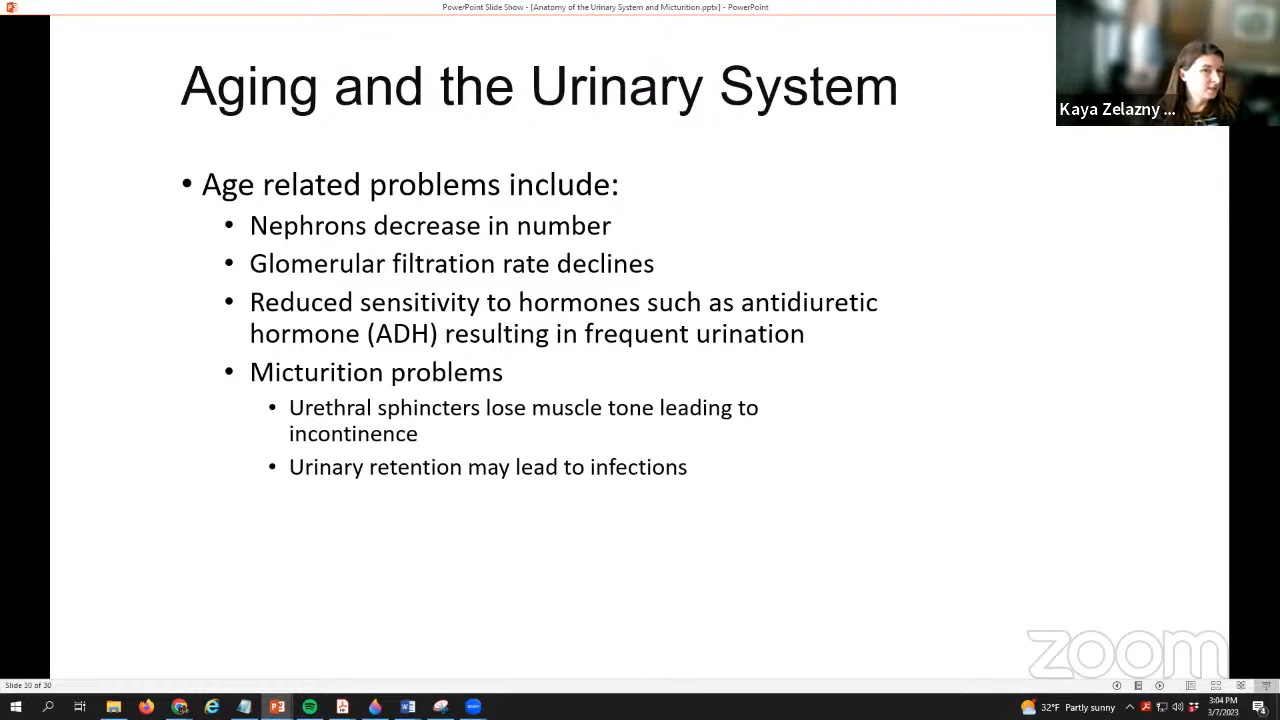 PowerPoint Slide Show - [Anatomy of the Urinary System and Micturition.pptx] - PowerPoint
Aging and the Urinary System
Kaya Zelazny ...
• Age related problems include:
• Nephrons decrease in number
• Glomerular filtration rate declines
• Reduced sensitivity to hormones such as antidiuretic
hormone (ADH) resulting in frequent urination
• Micturition problems
• Urethral sphincters lose muscle tone leading to
incontinence
• Urinary retention may lead to infections
zoom
Slide 30 of 30
32°F Partly sunny
3:04 PM
3/7/2023